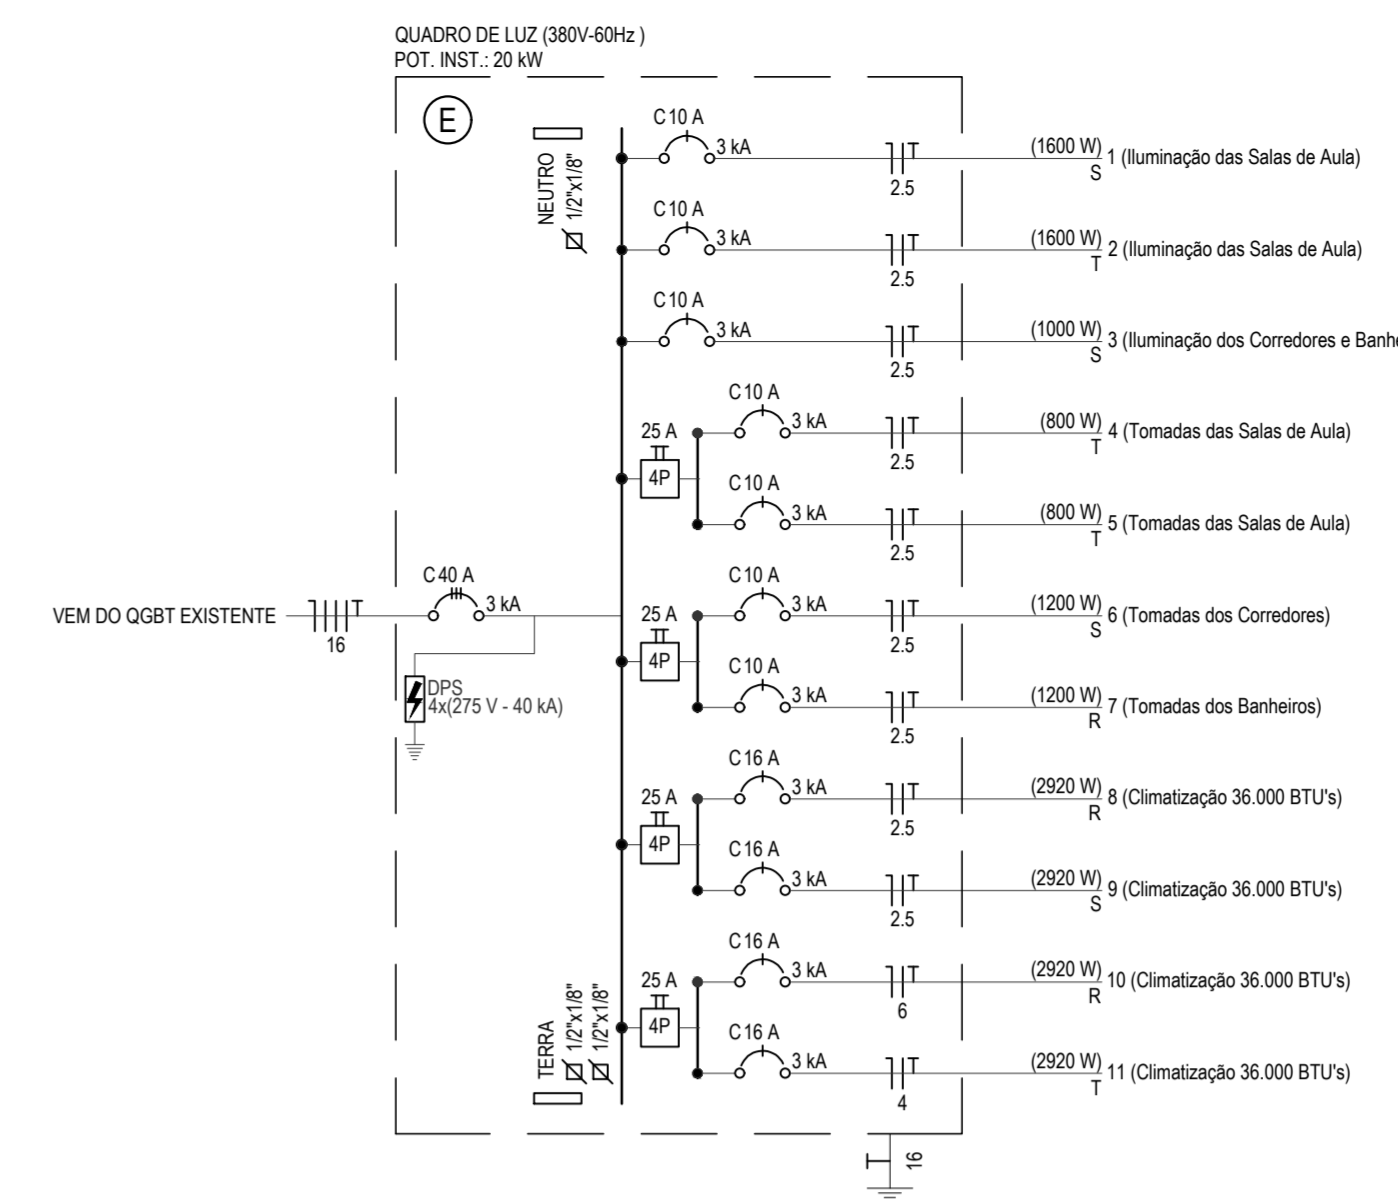 QUADRO DE LUZ (380V-60Hz )
POT. INST.: 20 kW
E
NEUTRO
1/2"x1/8"
C 10 A
3 kA
2.5
(1600 W)
S
1 (Iluminação das Salas de Aula)
C 10 A
3 kA
2.5
(1600 W)
T
2 (Iluminação das Salas de Aula)
C 10 A
3 kA
2.5
(1000 W)
S
3 (Iluminação dos Corredores e Banhe
25 A
4P
C 10 A
3 kA
2.5
(800 W)
T
4 (Tomadas das Salas de Aula)
C 10 A
3 kA
2.5
(800 W)
T
5 (Tomadas das Salas de Aula)
VEM DO QGBT EXISTENTE
16
C 40 A
3 kA
DPS
4x(275 V - 40 kA)
25 A
4P
C 10 A
3 kA
2.5
(1200 W)
S
6 (Tomadas dos Corredores)
C 10 A
3 kA
2.5
(1200 W)
R
7 (Tomadas dos Banheiros)
25 A
4P
C 16 A
3 kA
2.5
(2920 W)
R
8 (Climatização 36.000 BTU's)
C 16 A
3 kA
2.5
(2920 W)
S
9 (Climatização 36.000 BTU's)
25 A
4P
C 16 A
3 kA
6
(2920 W)
R
10 (Climatização 36.000 BTU's)
C 16 A
3 kA
4
(2920 W)
T
11 (Climatização 36.000 BTU's)
TERRA
1/2"x1/8"
1/2"x1/8"
16